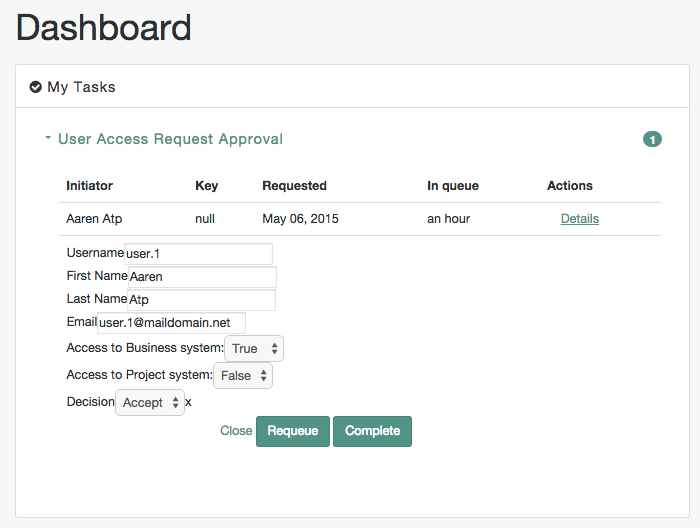 Dashboard
My Tasks
User Access Request Approval 1
Initiator Key Requested In queue Actions
Aaren Atp null May 06, 2015 an hour Details
Username user.1
First Name Aaren
Last Name Atp
Email user.1@maildomain.net
Access to Business system: True
Access to Project system: False
Decision Accept x
Close Requeue Complete